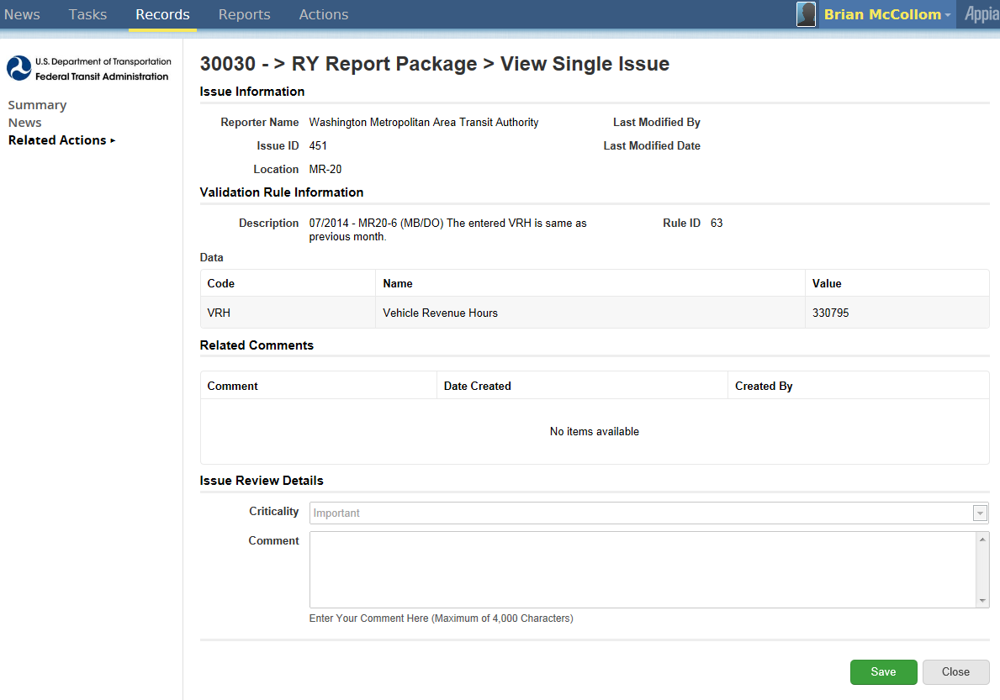 News Tasks Records Reports Actions Brian McCollom Appia
U.S. Department of Transportation
Federal Transit Administration
Summary
News
Related Actions
30030 - > RY Report Package > View Single Issue
Issue Information
Reporter Name Washington Metropolitan Area Transit Authority Last Modified By
Issue ID 451 Last Modified Date
Location MR-20
Validation Rule Information
Description 07/2014 - MR20-6 (MB/DO) The entered VRH is same as Rule ID 63
previous month.
Data
Code Name Value
VRH Vehicle Revenue Hours 330795
Related Comments
Comment Date Created Created By
No items available
Issue Review Details
Criticality Important
Comment
Enter Your Comment Here (Maximum of 4,000 Characters)
Save Close